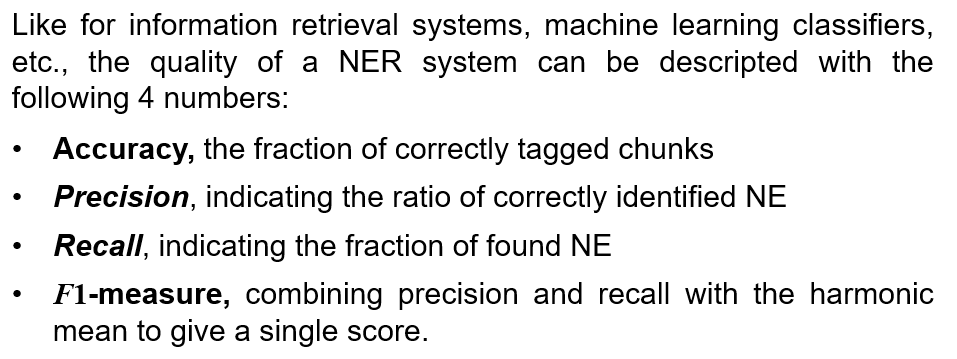 Like for information retrieval systems, machine learning classifiers,
etc., the quality of a NER system can be descripted with the
following 4 numbers:
• Accuracy, the fraction of correctly tagged chunks
• Precision, indicating the ratio of correctly identified NE
• Recall, indicating the fraction of found NE
• F1-measure, combining precision and recall with the harmonic
mean to give a single score.